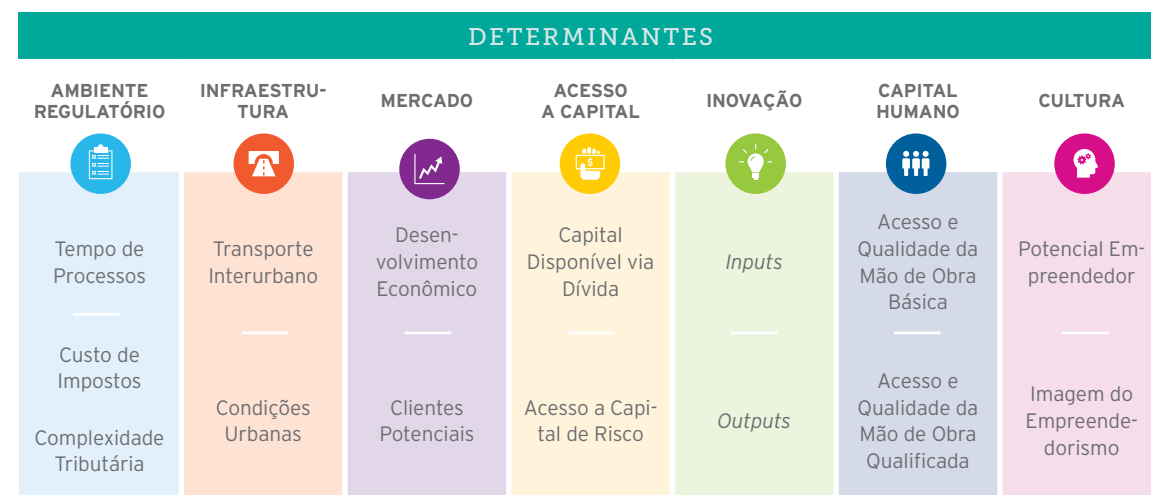 DETERMINANTES
AMBIENTE
REGULATÓRIO
Tempo de
Processos
Custo de
Impostos
Complexidade
Tributária
INFRAESTRU-
TURA
Transporte
Interurbano
Condições
Urbanas
MERCADO
Desen-
volvimento
Econômico
Clientes
Potenciais
ACESSO
A CAPITAL
$
Capital
Disponível via
Dívida
Acesso a Capi-
tal de Risco
INOVAÇÃO
Inputs
Outputs
CAPITAL
HUMANO
Acesso e
Qualidade da
Mão de Obra
Básica
Acesso e
Qualidade da
Mão de Obra
Qualificada
CULTURA
Potencial Em-
preendedor
Imagem do
Empreende-
dorismo